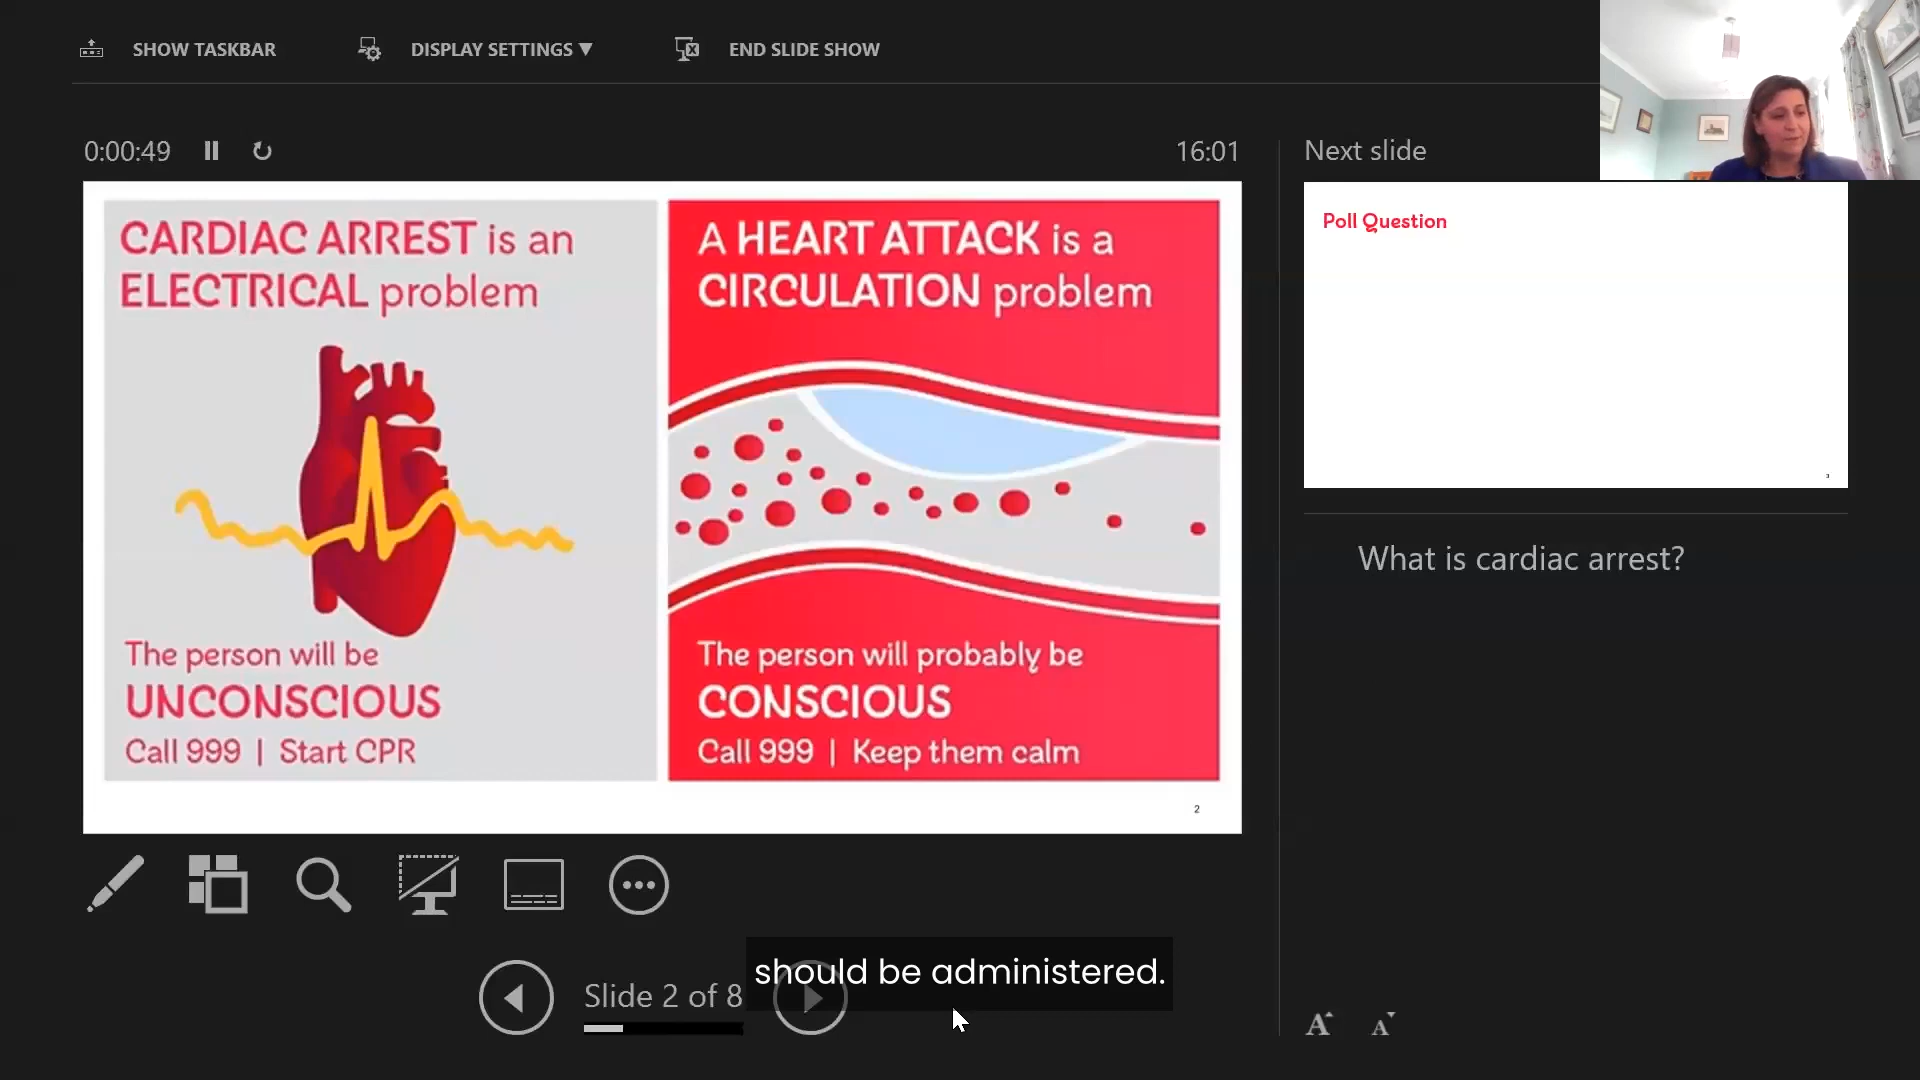 SHOW TASKBAR
DISPLAY SETTINGS ▼
END SLIDE SHOW
0:00:49
16:01
Next slide
CARDIAC ARREST is an
ELECTRICAL problem
The person will be
UNCONSCIOUS
Call 999 | Start CPR
A HEART ATTACK is a
CIRCULATION problem
The person will probably be
CONSCIOUS
Call 999 | Keep them calm
2
Poll Question
3
What is cardiac arrest?
Slide 2 of 8
should be administered.
A
A